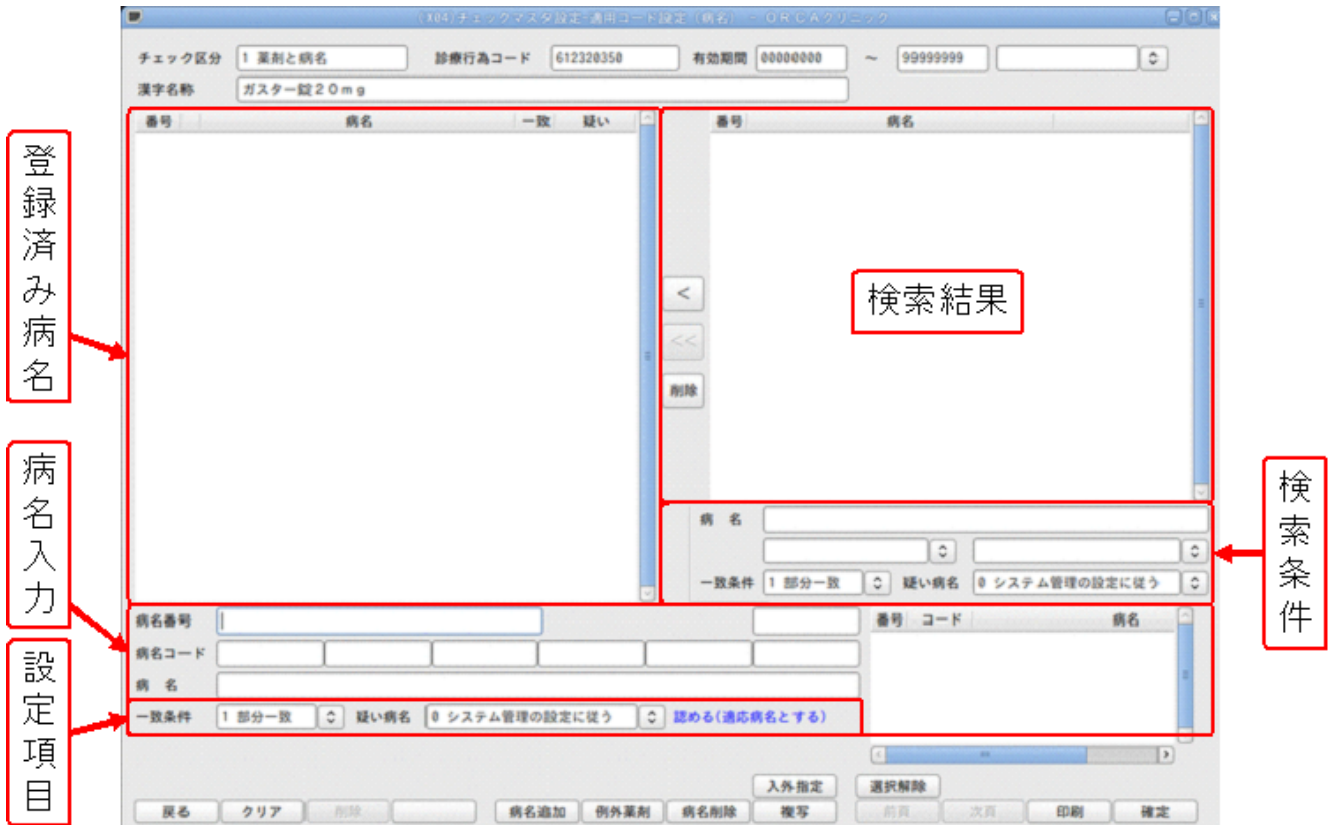 (X04)チェックマスタ設定-適用コード設定(病名) - ORCAクリニック
チェック区分 1 薬剤と病名 診療行為コード 612320350 有効期間 00000000 ～ 99999999
漢字名称 ガスター錠20mg
番号 病名 一致 疑い 番号 病名
登録済み病名
検索結果
<
<<
削除
病名入力
検索条件
病 名
一致条件 1 部分一致 疑い病名 0 システム管理の設定に従う
病名番号 番号 コード 病名
病名コード
病 名
設定項目
一致条件 1 部分一致 疑い病名 0 システム管理の設定に従う 認める(適応病名とする)
入外指定 選択解除
戻る クリア 削除 病名追加 例外薬剤 病名削除 複写 前頁 次頁 印刷 確定